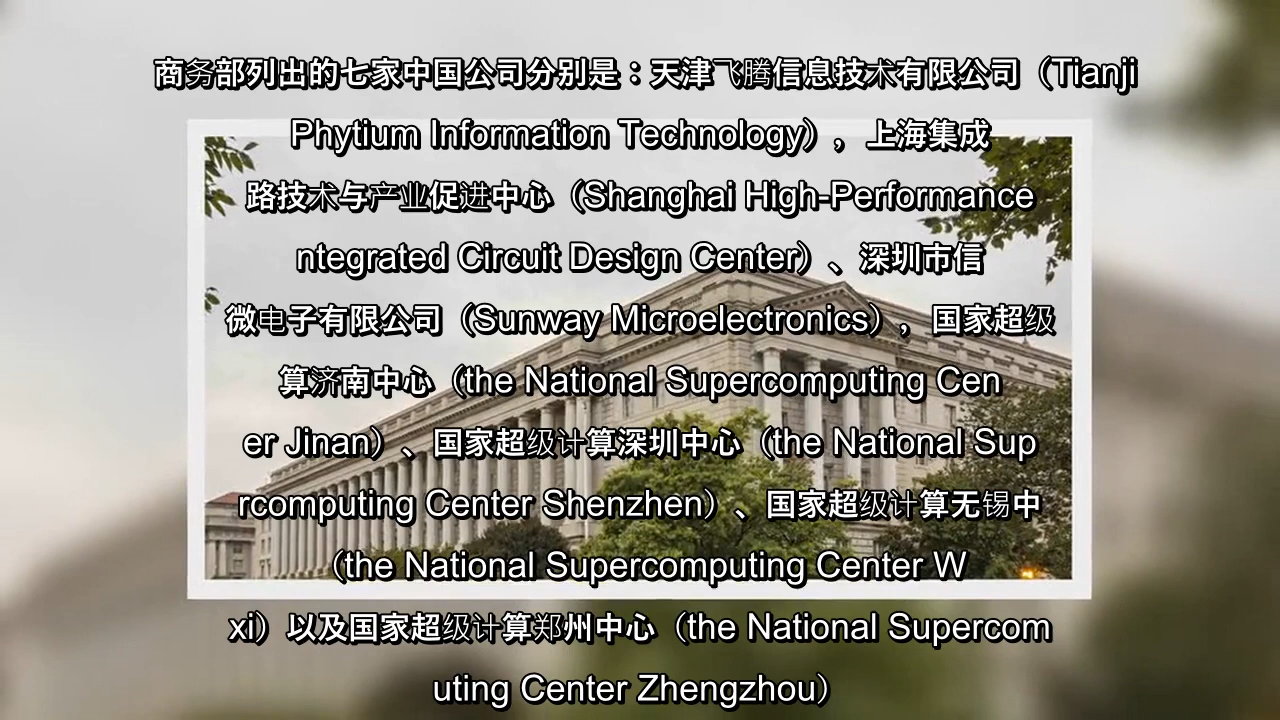 商务部列出的七家中国公司分别是：天津飞腾信息技术有限公司（Tianji
Phytium Information Technology），上海集成
路技术与产业促进中心（Shanghai High-Performance
ntegrated Circuit Design Center）、深圳市信
微电子有限公司（Sunway Microelectronics），国家超级
算济南中心（the National Supercomputing Cen
er Jinan）、国家超级计算深圳中心（the National Sup
rcomputing Center Shenzhen）、国家超级计算无锡中
（the National Supercomputing Center W
xi）以及国家超级计算郑州中心（the National Supercom
uting Center Zhengzhou）